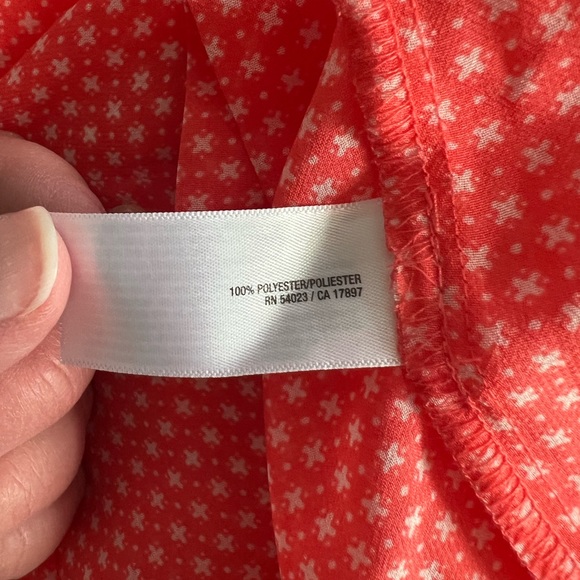 100% POLYESTER/POLIESTER
RN 54023 / CA 17897